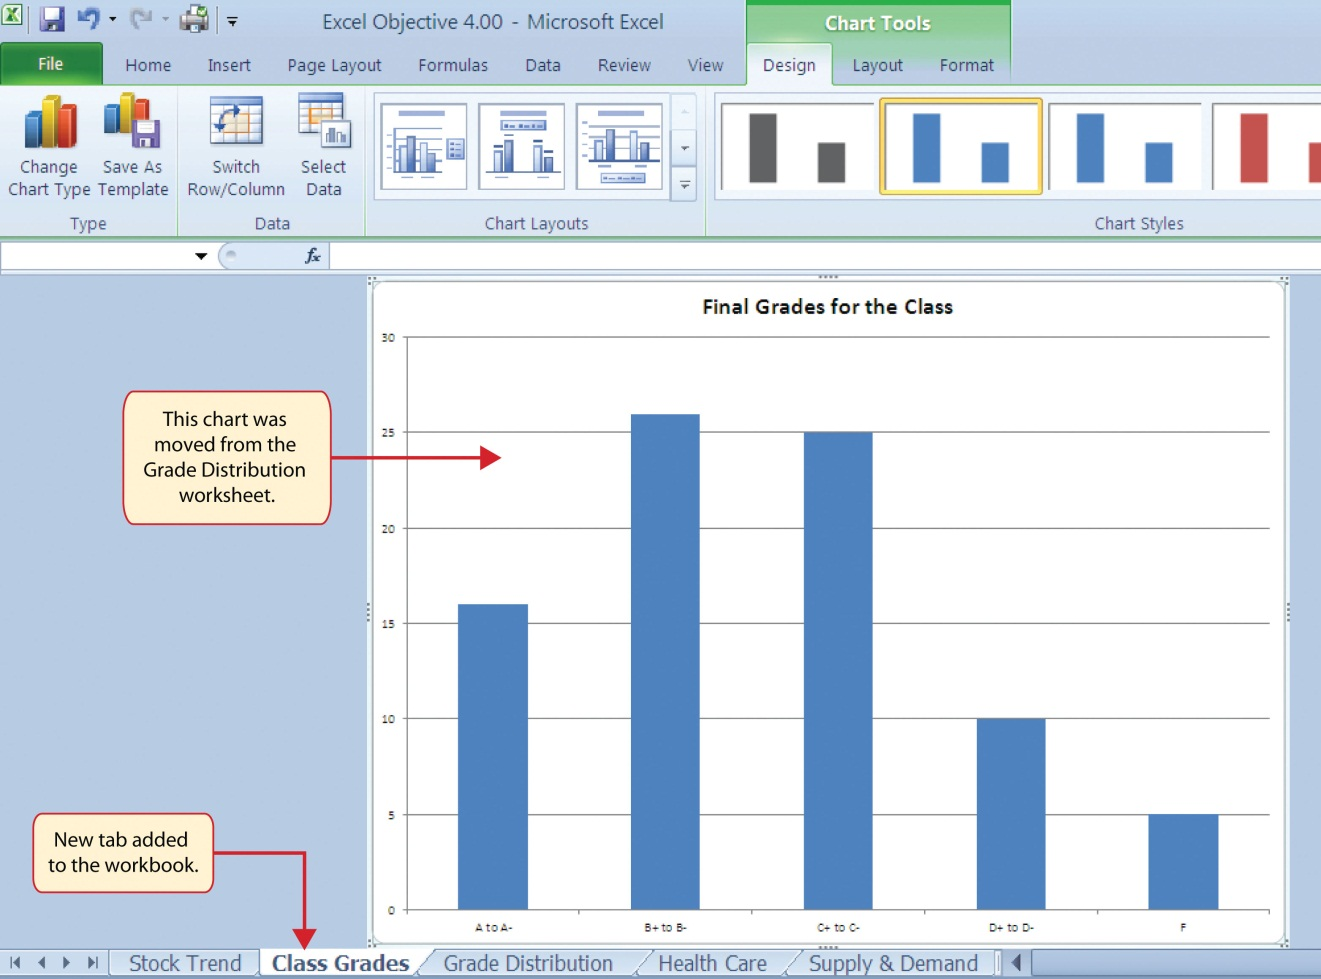 Excel Objective 4.00 - Microsoft Excel
Chart Tools
File Home Insert Page Layout Formulas Data Review View Design Layout Format
Change Chart Type
Save As Template
Switch Row/Column
Select Data
Type
Data
Chart Layouts
Chart Styles
fx
Final Grades for the Class
30
25
20
15
10
5
0
A to A- B+ to B- C+ to C- D+ to D- F
This chart was
moved from the
Grade Distribution
worksheet.
New tab added
to the workbook.
Stock Trend Class Grades Grade Distribution Health Care Supply & Demand